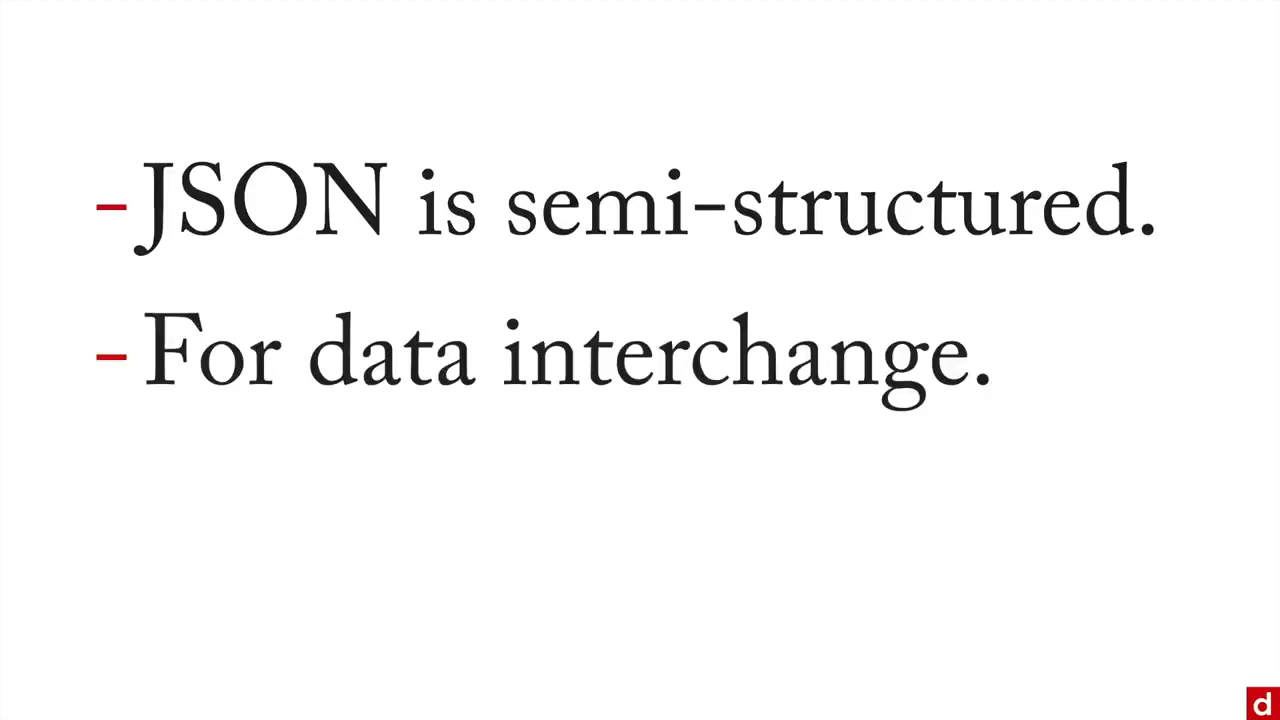 -JSON is semi-structured.
-For data interchange.
d